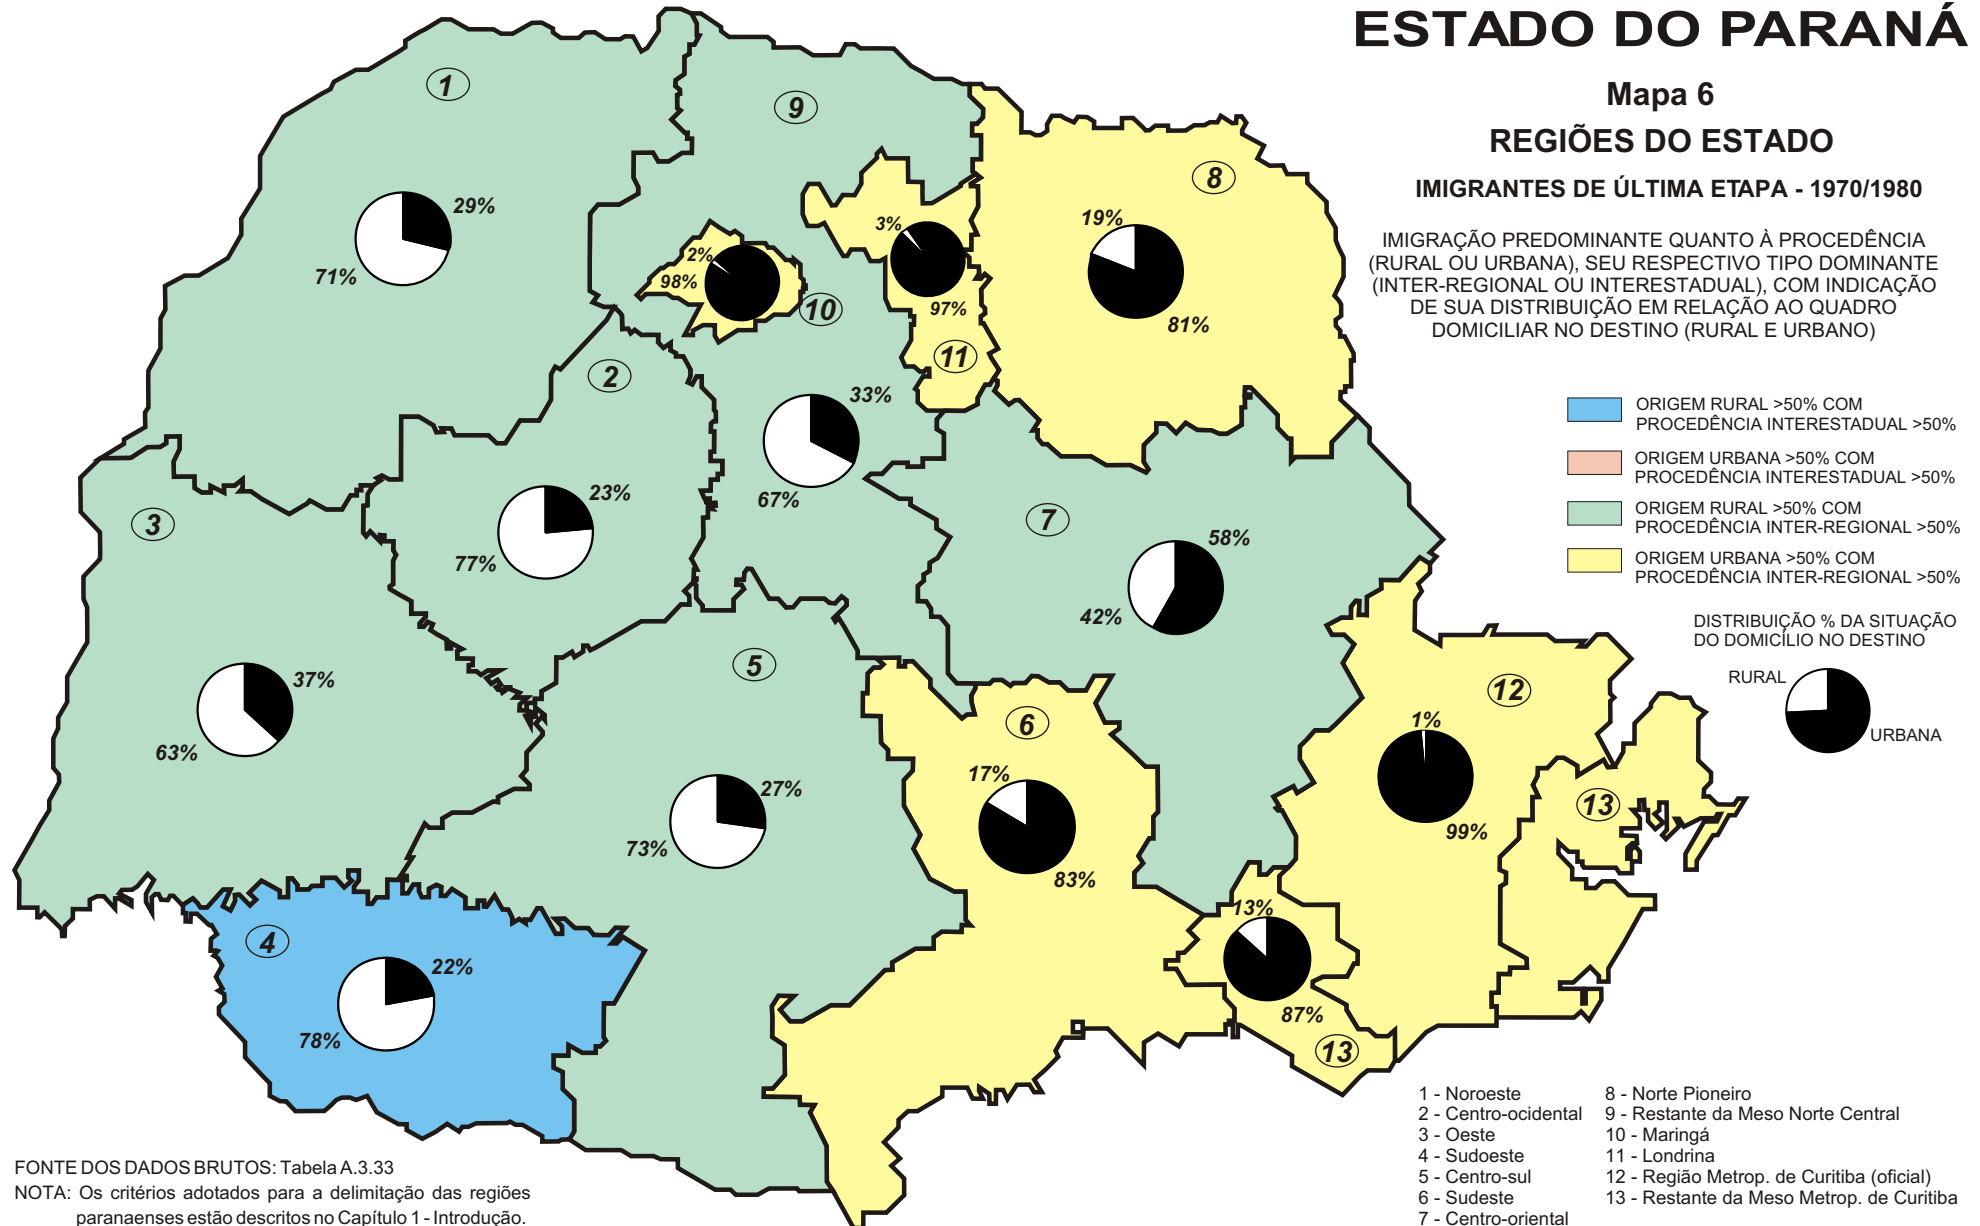 ESTADO DO PARANÁ
Mapa 6
REGIÕES DO ESTADO
IMIGRANTES DE ÚLTIMA ETAPA - 1970/1980
IMIGRAÇÃO PREDOMINANTE QUANTO À PROCEDÊNCIA
(RURAL OU URBANA), SEU RESPECTIVO TIPO DOMINANTE
(INTER-REGIONAL OU INTERESTADUAL), COM INDICAÇÃO
DE SUA DISTRIBUIÇÃO EM RELAÇÃO AO QUADRO
DOMICILIAR NO DESTINO (RURAL E URBANO)
ORIGEM RURAL >50% COM
PROCEDÊNCIA INTERESTADUAL >50%
ORIGEM URBANA >50% COM
PROCEDÊNCIA INTERESTADUAL >50%
ORIGEM RURAL >50% COM
PROCEDÊNCIA INTER-REGIONAL >50%
ORIGEM URBANA >50% COM
PROCEDÊNCIA INTER-REGIONAL >50%
DISTRIBUIÇÃO % DA SITUAÇÃO
DO DOMICÍLIO NO DESTINO
RURAL
URBANA
1
29%
71%
9
8
19%
81%
3%
97%
11
2%
98%
10
2
33%
67%
23%
77%
3
37%
63%
7
58%
42%
5
27%
73%
6
17%
83%
12
1%
99%
13
13%
87%
13
4
22%
78%
1 - Noroeste
2 - Centro-ocidental
3 - Oeste
4 - Sudoeste
5 - Centro-sul
6 - Sudeste
7 - Centro-oriental
8 - Norte Pioneiro
9 - Restante da Meso Norte Central
10 - Maringá
11 - Londrina
12 - Região Metrop. de Curitiba (oficial)
13 - Restante da Meso Metrop. de Curitiba
FONTE DOS DADOS BRUTOS: Tabela A.3.33
NOTA: Os critérios adotados para a delimitação das regiões
paranaenses estão descritos no Capítulo 1 - Introdução.